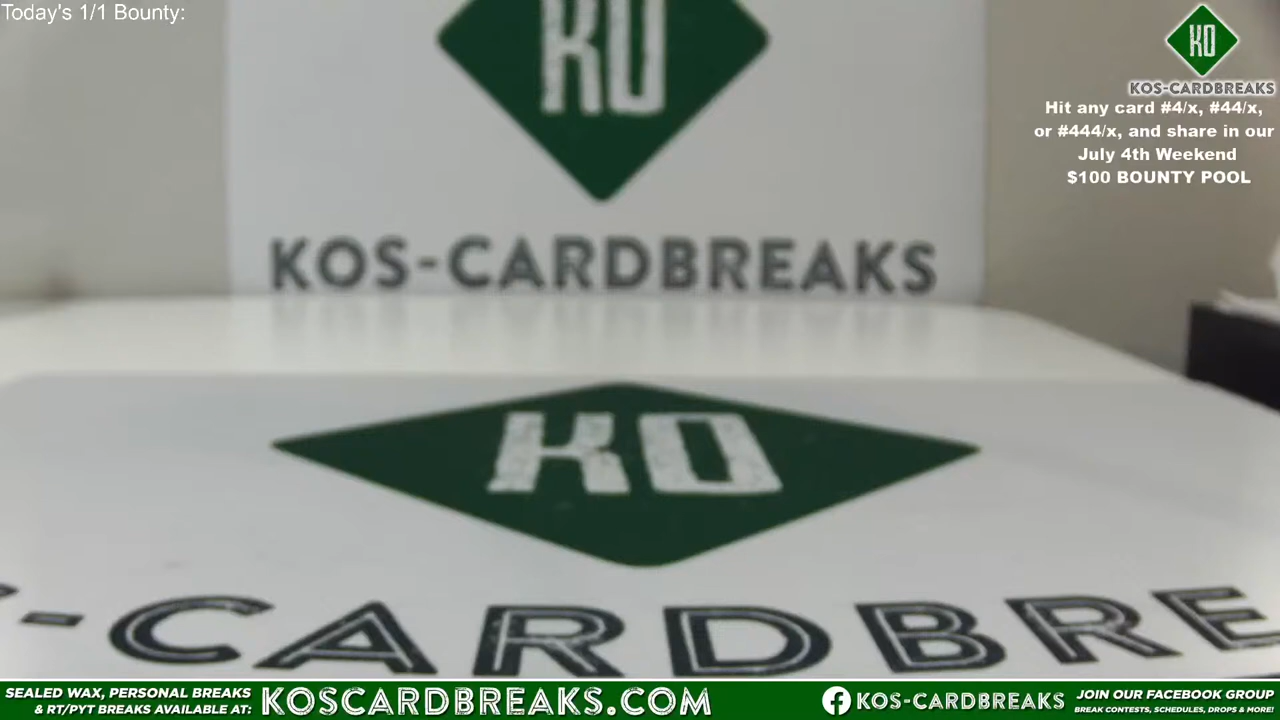 Today's 1/1 Bounty:
KO
KOS-CARDBREAKS
KO
KOS-CARDBREAKS
Hit any card #4/x, #44/x,
or #444/x, and share in our
July 4th Weekend
$100 BOUNTY POOL
KO
-CARDBRE
SEALED WAX, PERSONAL BREAKS
& RT/PYT BREAKS AVAILABLE AT:
KOSCARDBREAKS.COM
KOS-CARDBREAKS
JOIN OUR FACEBOOK GROUP
BREAK CONTESTS, SCHEDULES, DROPS & MORE!